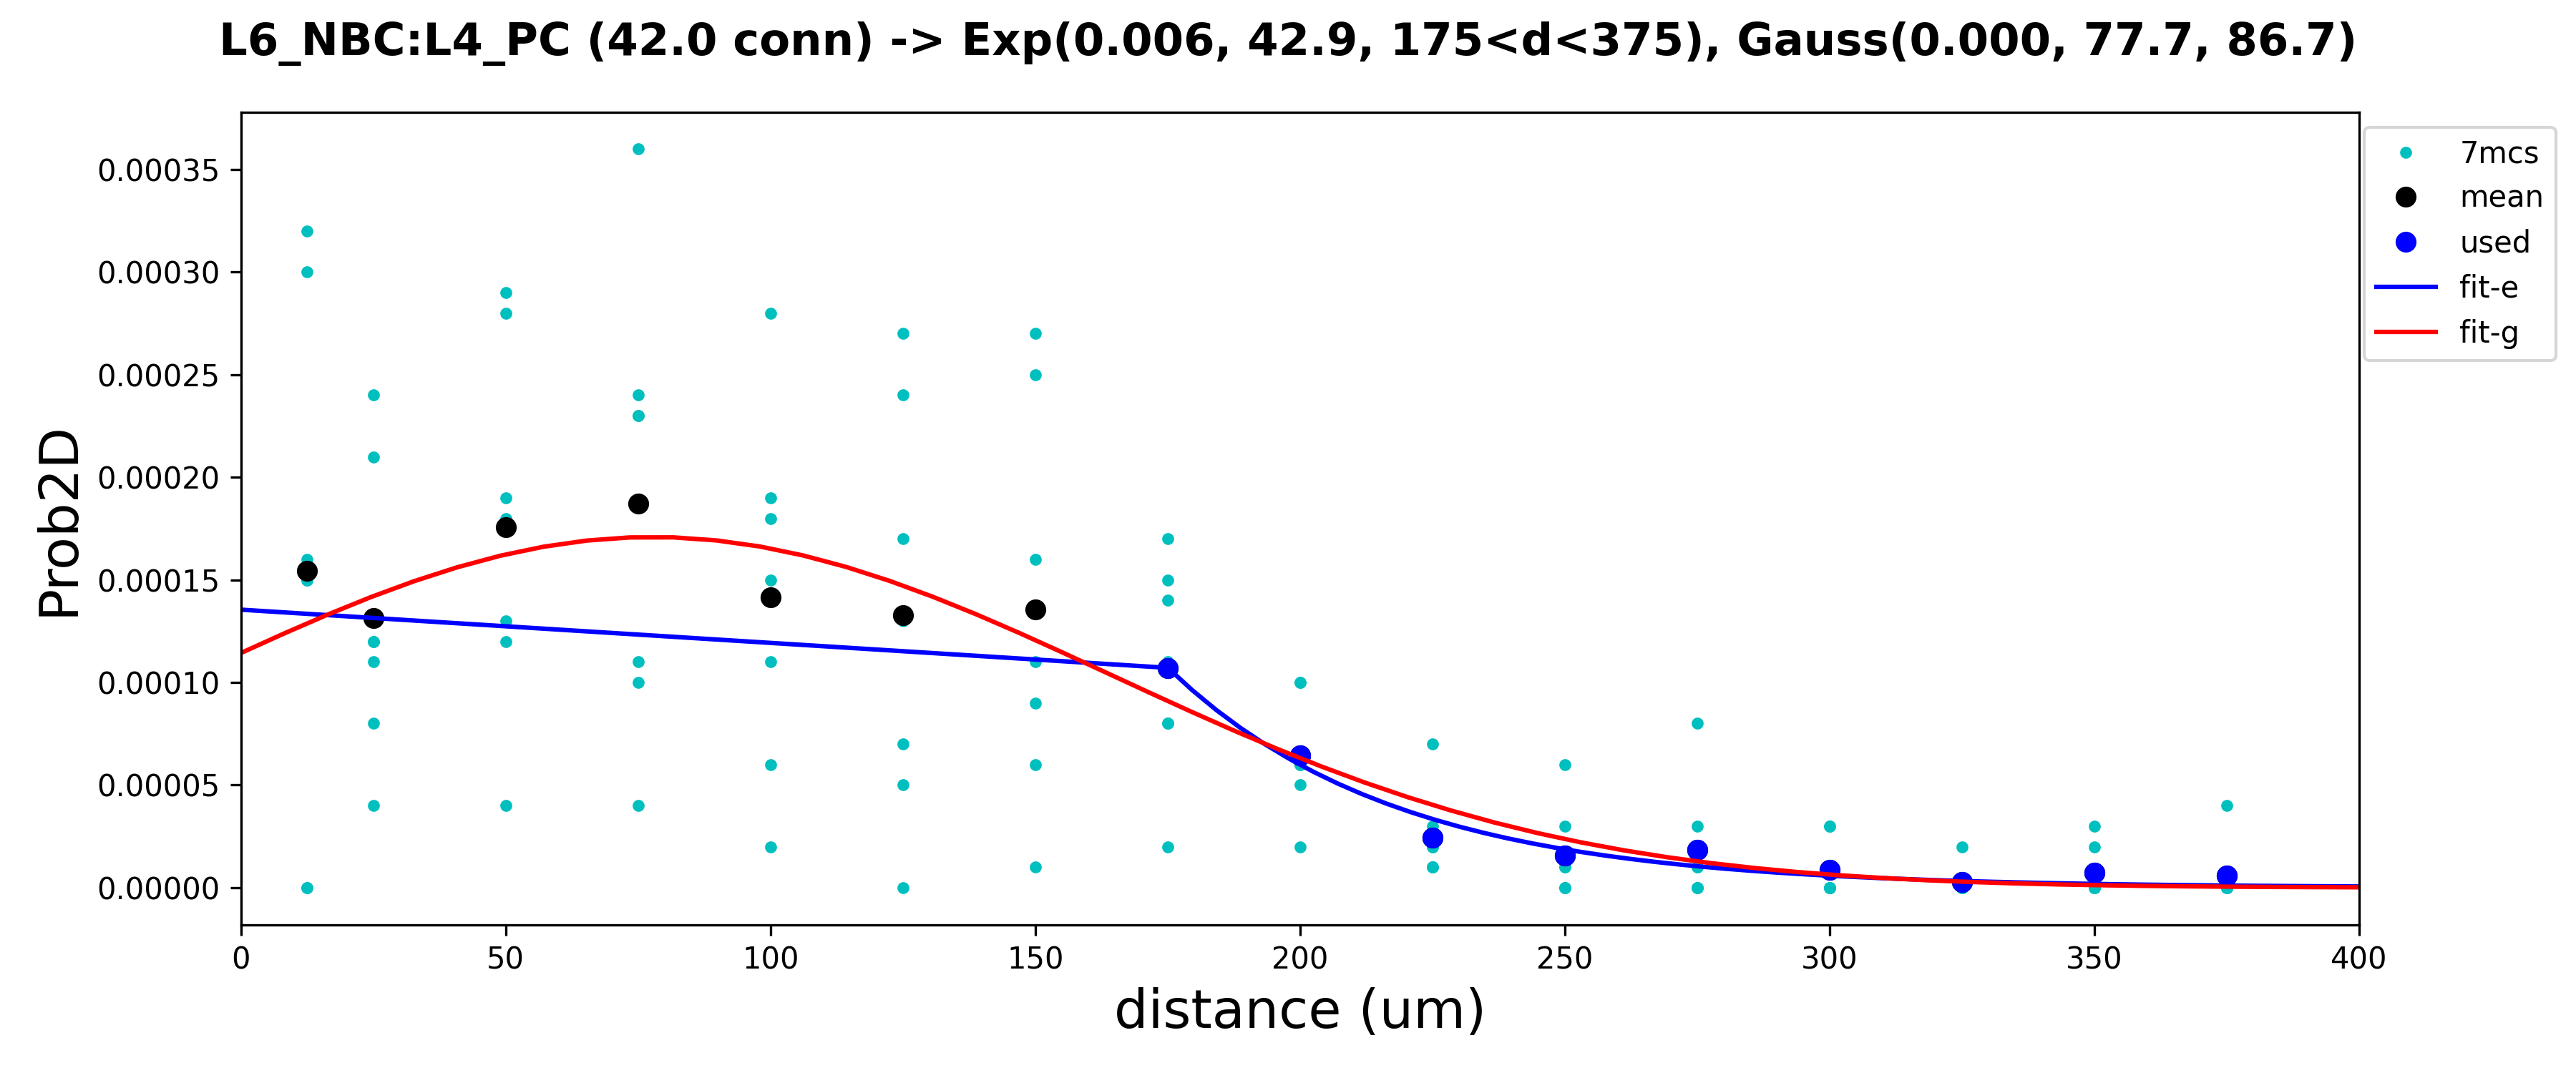 L6_NBC:L4_PC (42.0 conn) -> Exp(0.006, 42.9, 175<d<375), Gauss(0.000, 77.7, 86.7)
Prob2D
0.00035
0.00030
0.00025
0.00020
0.00015
0.00010
0.00005
0.00000
0 50 100 150 200 250 300 350 400
distance (um)
7mcs
mean
used
fit-e
fit-g